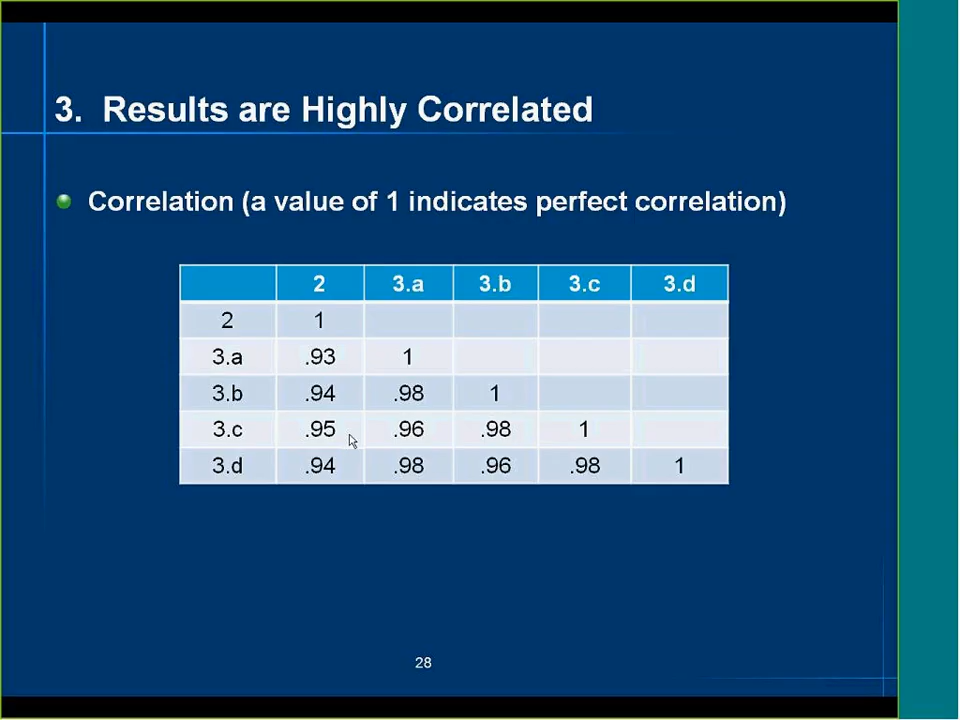 3. Results are Highly Correlated
Correlation (a value of 1 indicates perfect correlation)
2 3.a 3.b 3.c 3.d
2 1
3.a .93 1
3.b .94 .98 1
3.c .95 .96 .98 1
3.d .94 .98 .96 .98 1
28